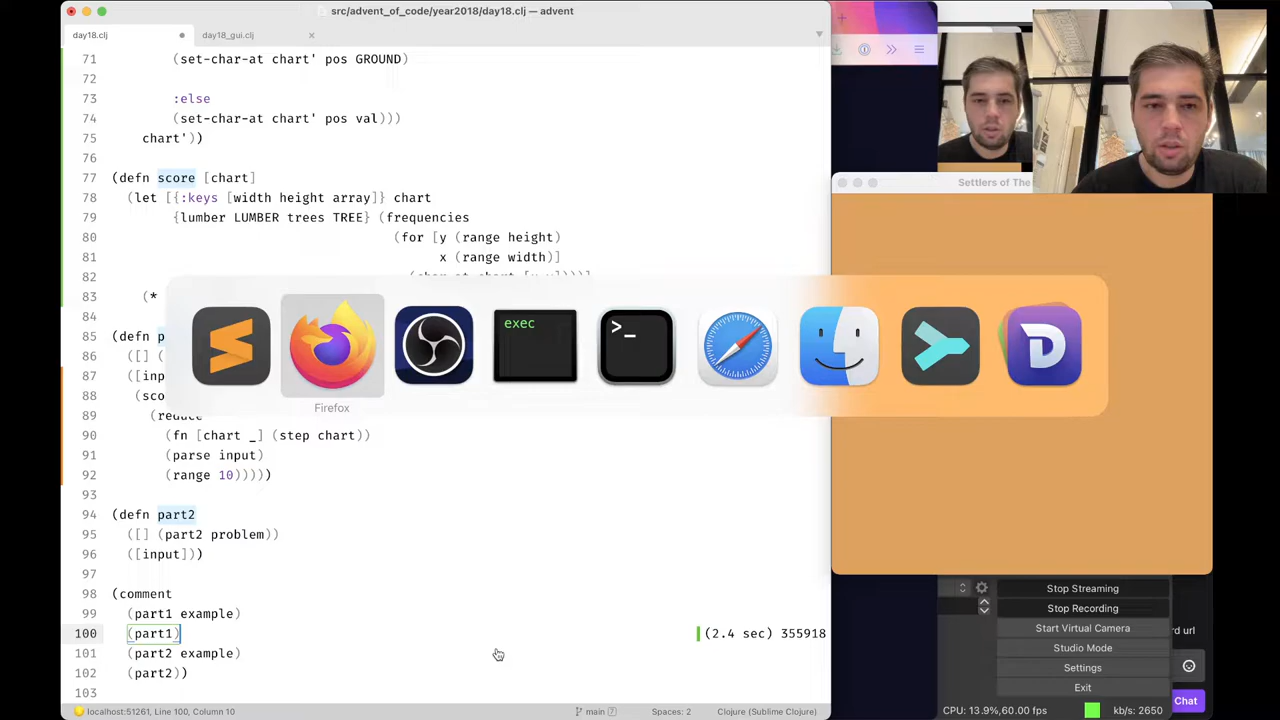 src/advent_of_code/year2018/day18.clj — advent
day18.clj
day18_gui.clj
71 (set-char-at chart' pos GROUND)
72
73 :else
74 (set-char-at chart' pos val)))
75 chart'))
76
77 (defn score [chart]
78 (let [{:keys [width height array]} chart
79 {lumber LUMBER trees TREE} (frequencies
80 (for [y (range height)
81 x (range width)]
82
83 (*
84
85 (defn p
86 ([] (
87 ([inp
88 (sco
89 (reduce
90 (fn [chart _] (step chart))
91 (parse input)
92 (range 10)))))
93
94 (defn part2
95 ([] (part2 problem))
96 ([input]))
97
98 (comment
99 (part1 example)
100 (part1) (2.4 sec) 355918
101 (part2 example)
102 (part2))
103
exec
>_
D
Firefox
Settlers of The
Stop Streaming
Stop Recording
Start Virtual Camera
Studio Mode
Settings
Exit
rd url
Chat
CPU: 13.9%,60.00 fps
kb/s: 2650
localhost:51261, Line 100, Column 10
main 7
Spaces: 2
Clojure (Sublime Clojure)